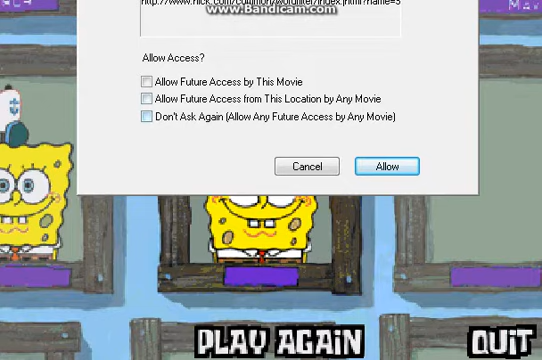 www.Bandicam.com
Allow Access?
Allow Future Access by This Movie
Allow Future Access from This Location by Any Movie
Don't Ask Again (Allow Any Future Access by Any Movie)
Cancel
Allow
PLAY AGAIN
QUIT